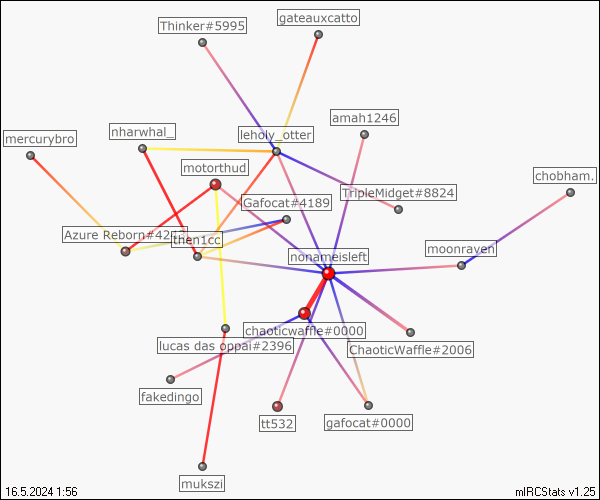 gateauxcatto
Thinker#5995
amah1246
nharwhal_
leholy_otter
mercurybro
motorthud
chobham.
TripleMidget#8824
Gafocat#4189
Azure Reborn#42
then1cc
moonraven
nonameisleft
chaoticwaffle#0000
lucas das oppai#2396
ChaoticWaffle#2006
fakedingo
tt532
gafocat#0000
mukszi
16.5.2024 1:56
mIRCStats v1.25